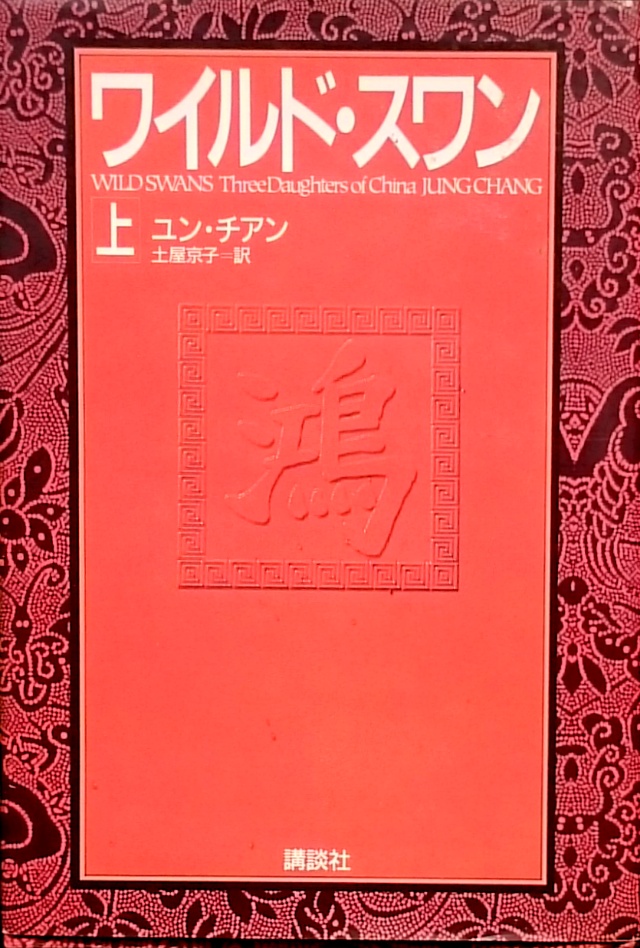 ワイルド・スワン
WILD SWANS Three Daughters of China JUNG CHANG
上
ユン・チアン
土屋京子=訳
鴻
講談社